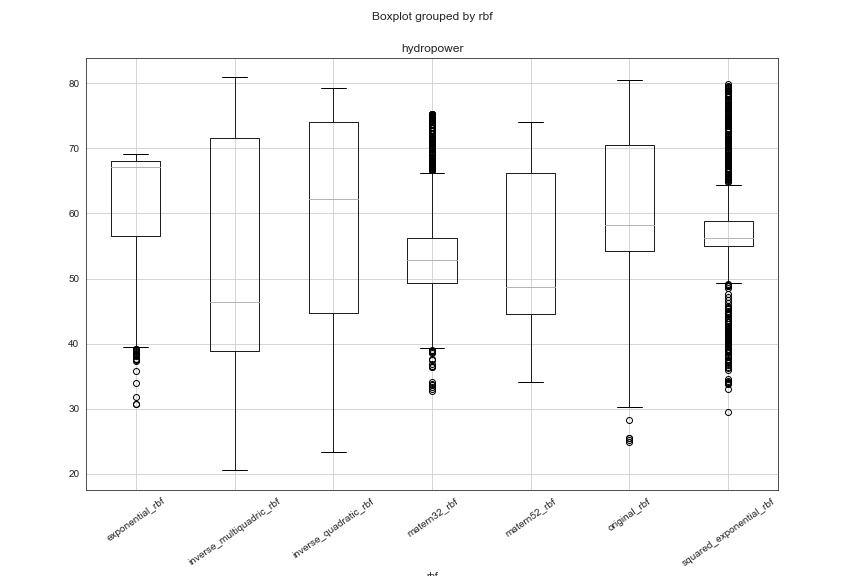 Boxplot grouped by rbf
hydropower
80
70
60
50
40
30
20
exponential_rbf
inverse_multiquadric_rbf
inverse_quadratic_rbf
matern32_rbf
matern52_rbf
original_rbf
squared_exponential_rbf
rbf